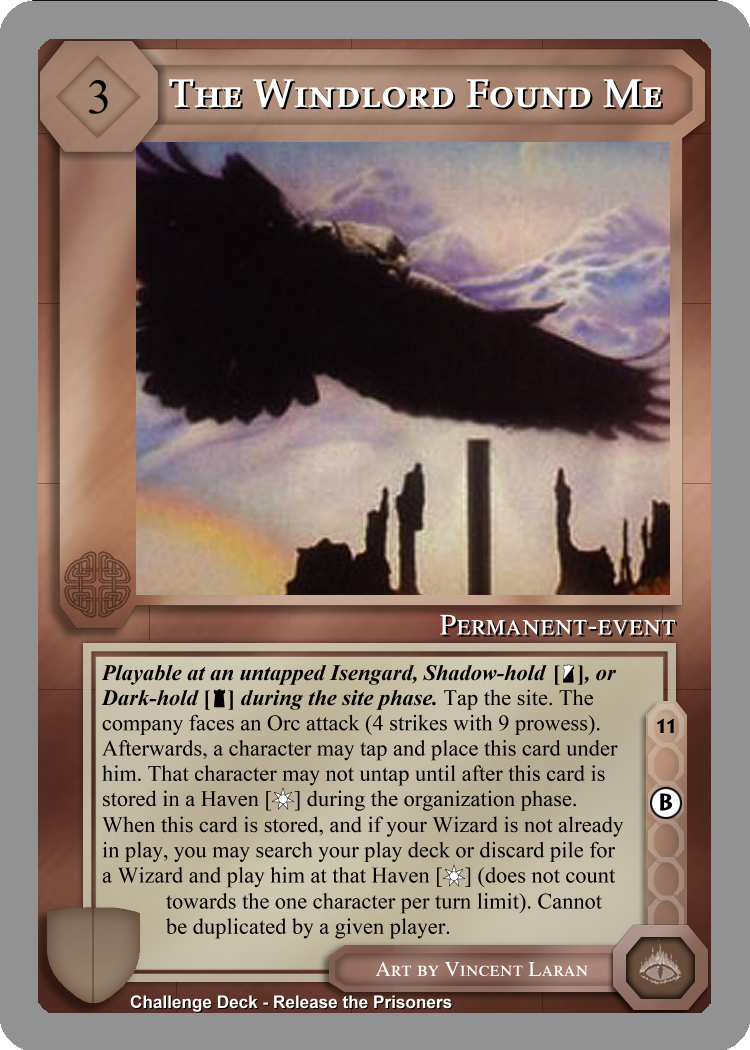 3
THE WINDLORD FOUND ME
PERMANENT-EVENT
Playable at an untapped Isengard, Shadow-hold [], or
Dark-hold [] during the site phase. Tap the site. The
company faces an Orc attack (4 strikes with 9 prowess).
Afterwards, a character may tap and place this card under
him. That character may not untap until after this card is
stored in a Haven [] during the organization phase.
When this card is stored, and if your Wizard is not already
in play, you may search your play deck or discard pile for
a Wizard and play him at that Haven [] (does not count
towards the one character per turn limit). Cannot
be duplicated by a given player.
11
B
ART BY VINCENT LARAN
Challenge Deck - Release the Prisoners